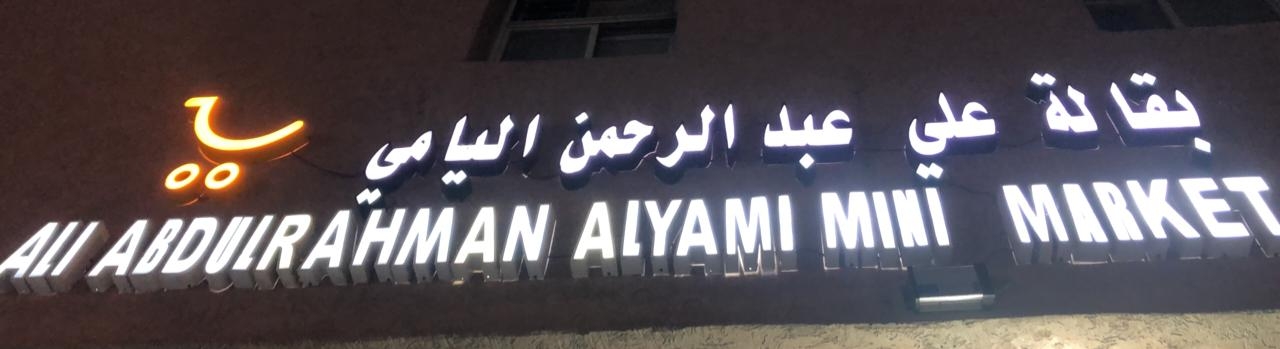 بقالة علي عبد الرحمن اليامي
ALI ABDULRAHMAN ALYAMI MINI MARKET